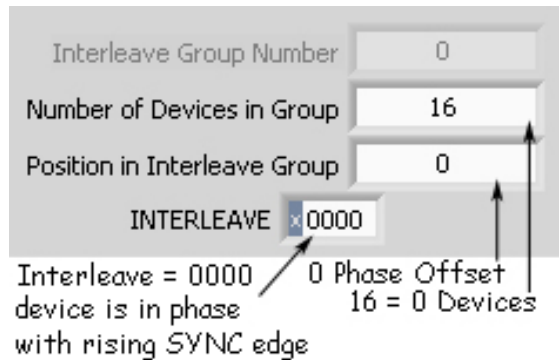 Interleave Group Number 0
Number of Devices in Group 16
Position in Interleave Group 0
INTERLEAVE x0000
Interleave = 0000 0 Phase Offset
device is in phase 16 = 0 Devices
with rising SYNC edge